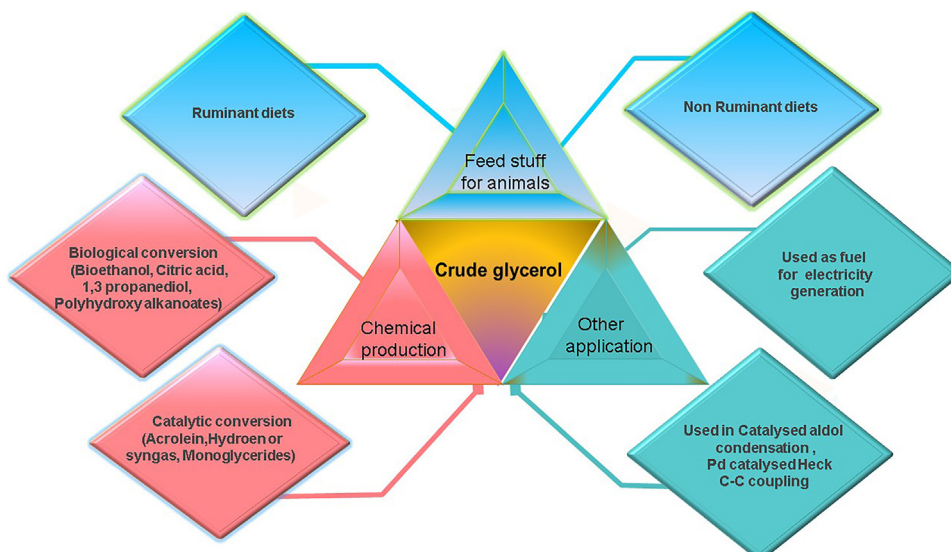 Ruminant diets
Non Ruminant diets
Feed stuff
for animals
Biological conversion
(Bioethanol, Citric acid,
1,3 propanediol,
Polyhydroxy alkanoates)
Crude glycerol
Used as fuel
for electricity
generation
Chemical
production
Other
application
Catalytic conversion
(Acrolein,Hydroen or
syngas, Monoglycerides)
Used in Catalysed aldol
condensation ,
Pd catalysed Heck
C-C coupling